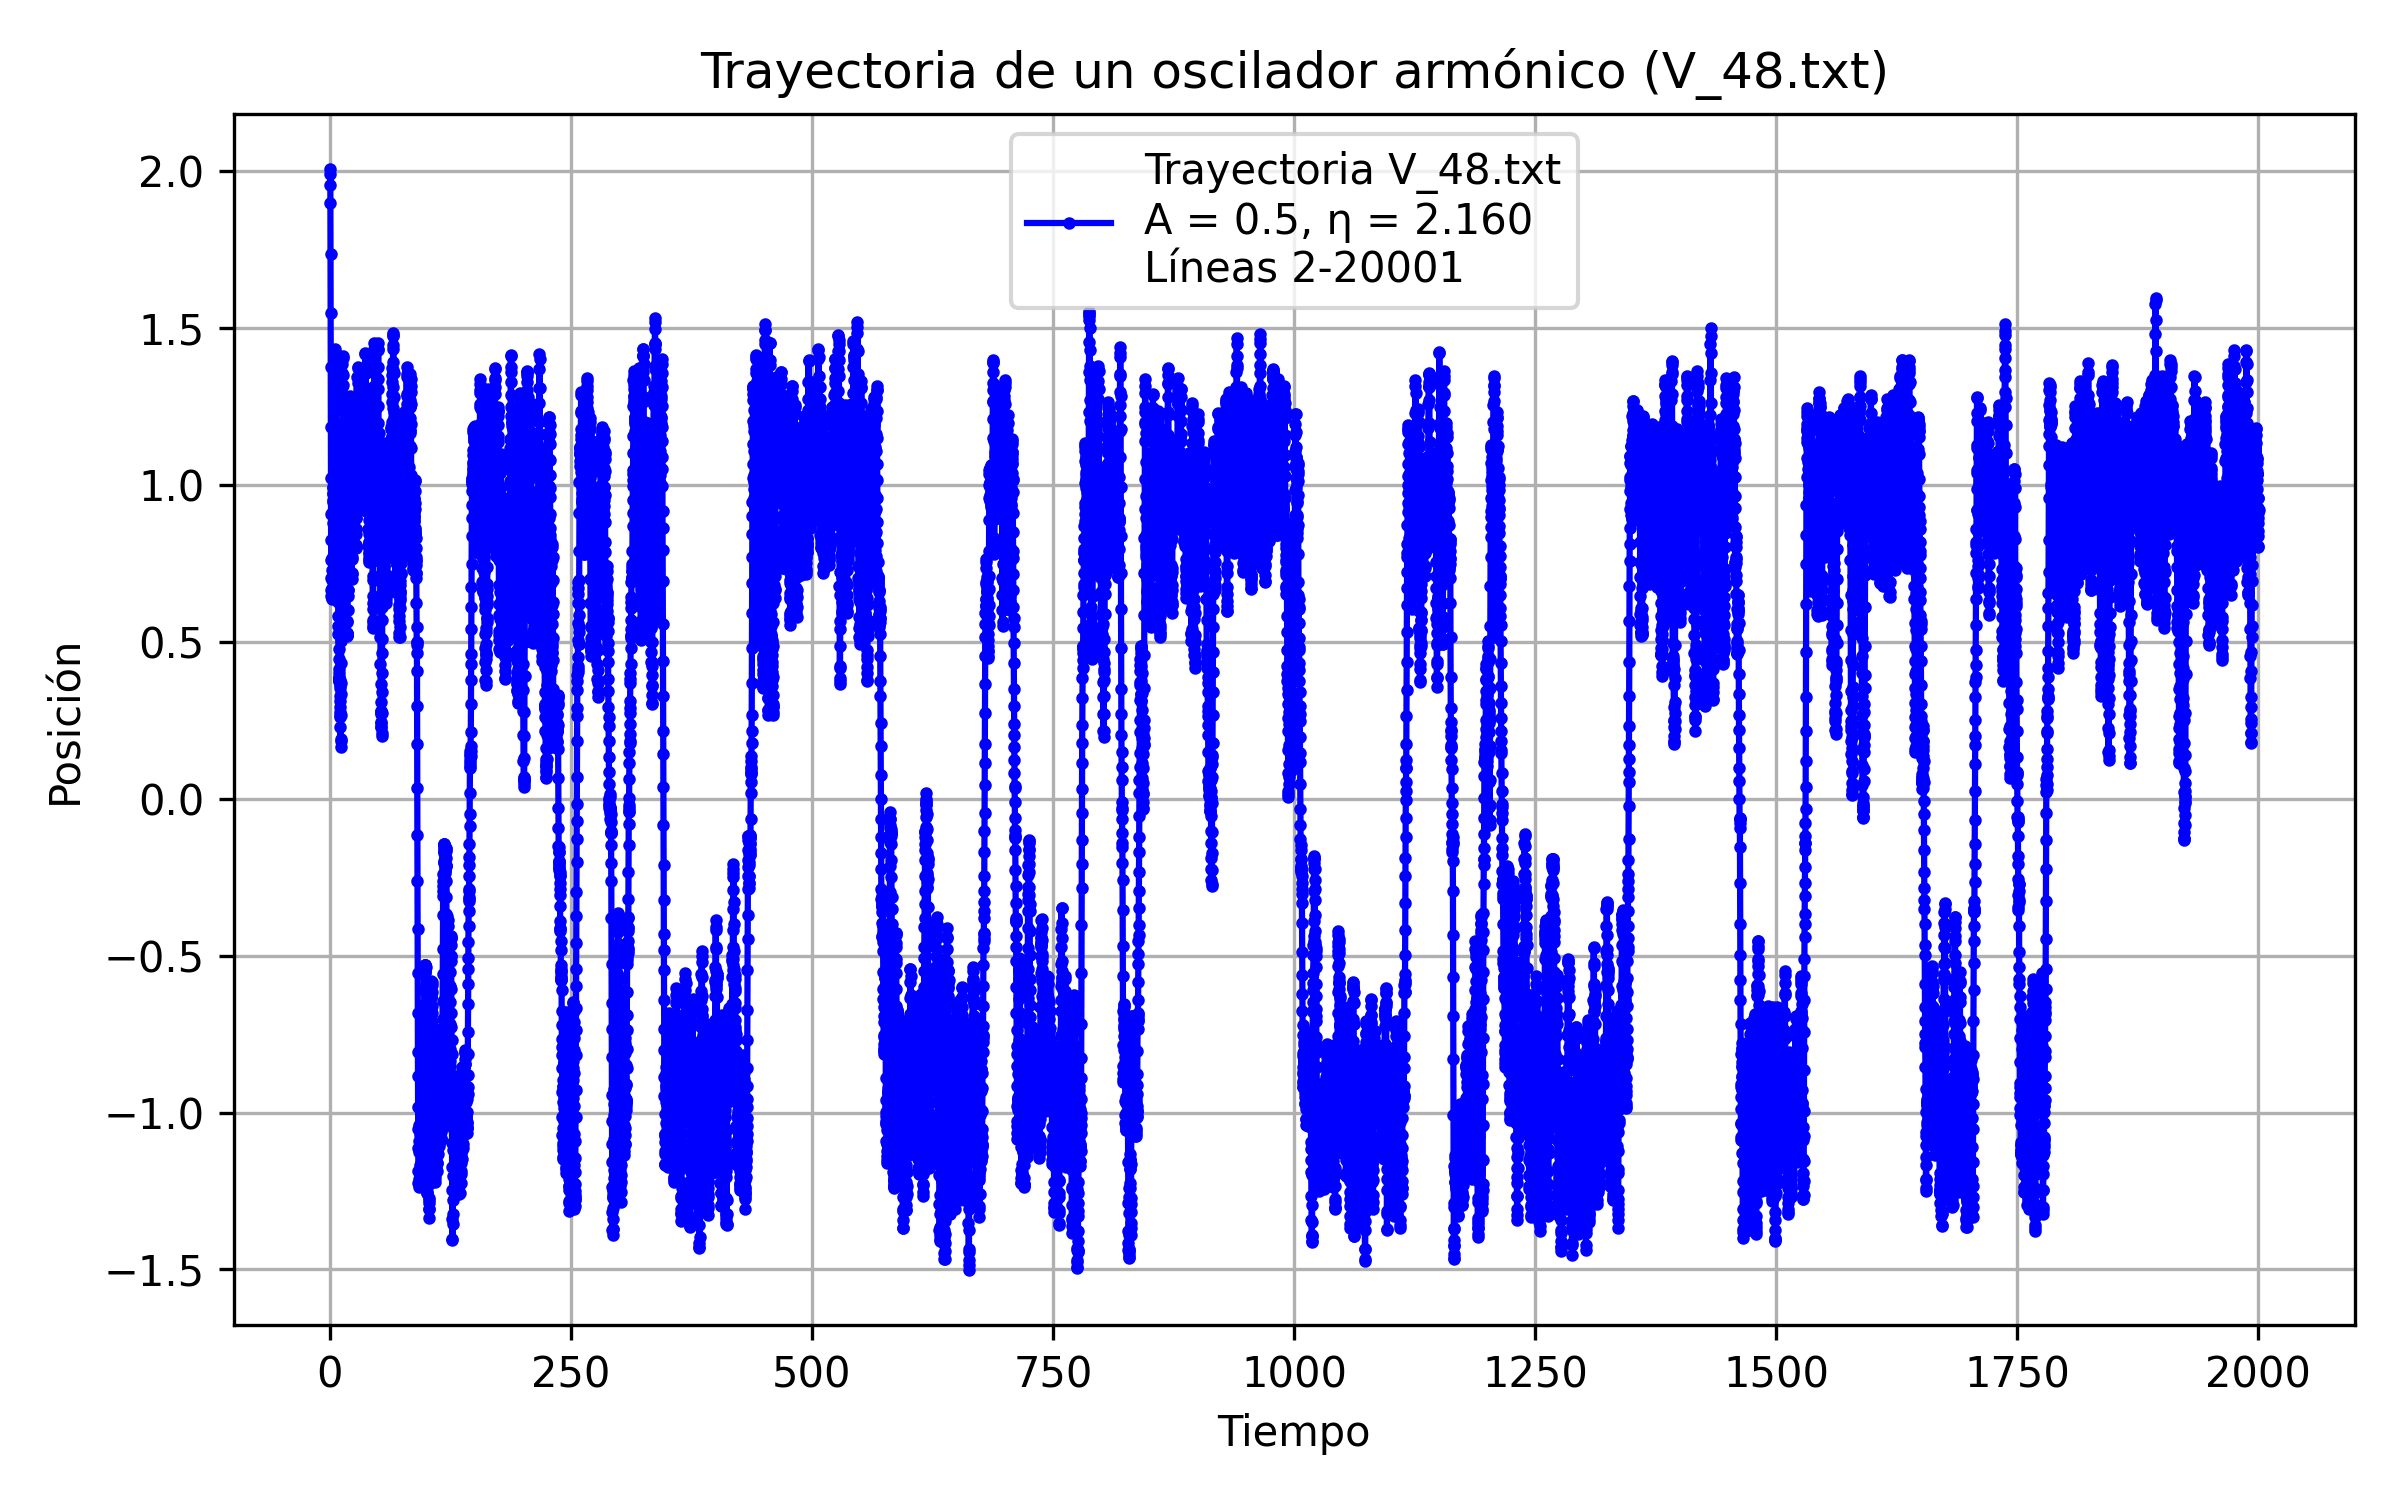 Trayectoria de un oscilador armónico (V_48.txt)
Trayectoria V_48.txt
A = 0.5, η = 2.160
Líneas 2-20001
2.0
1.5
1.0
0.5
0.0
−0.5
−1.0
−1.5
Posición
0 250 500 750 1000 1250 1500 1750 2000
Tiempo